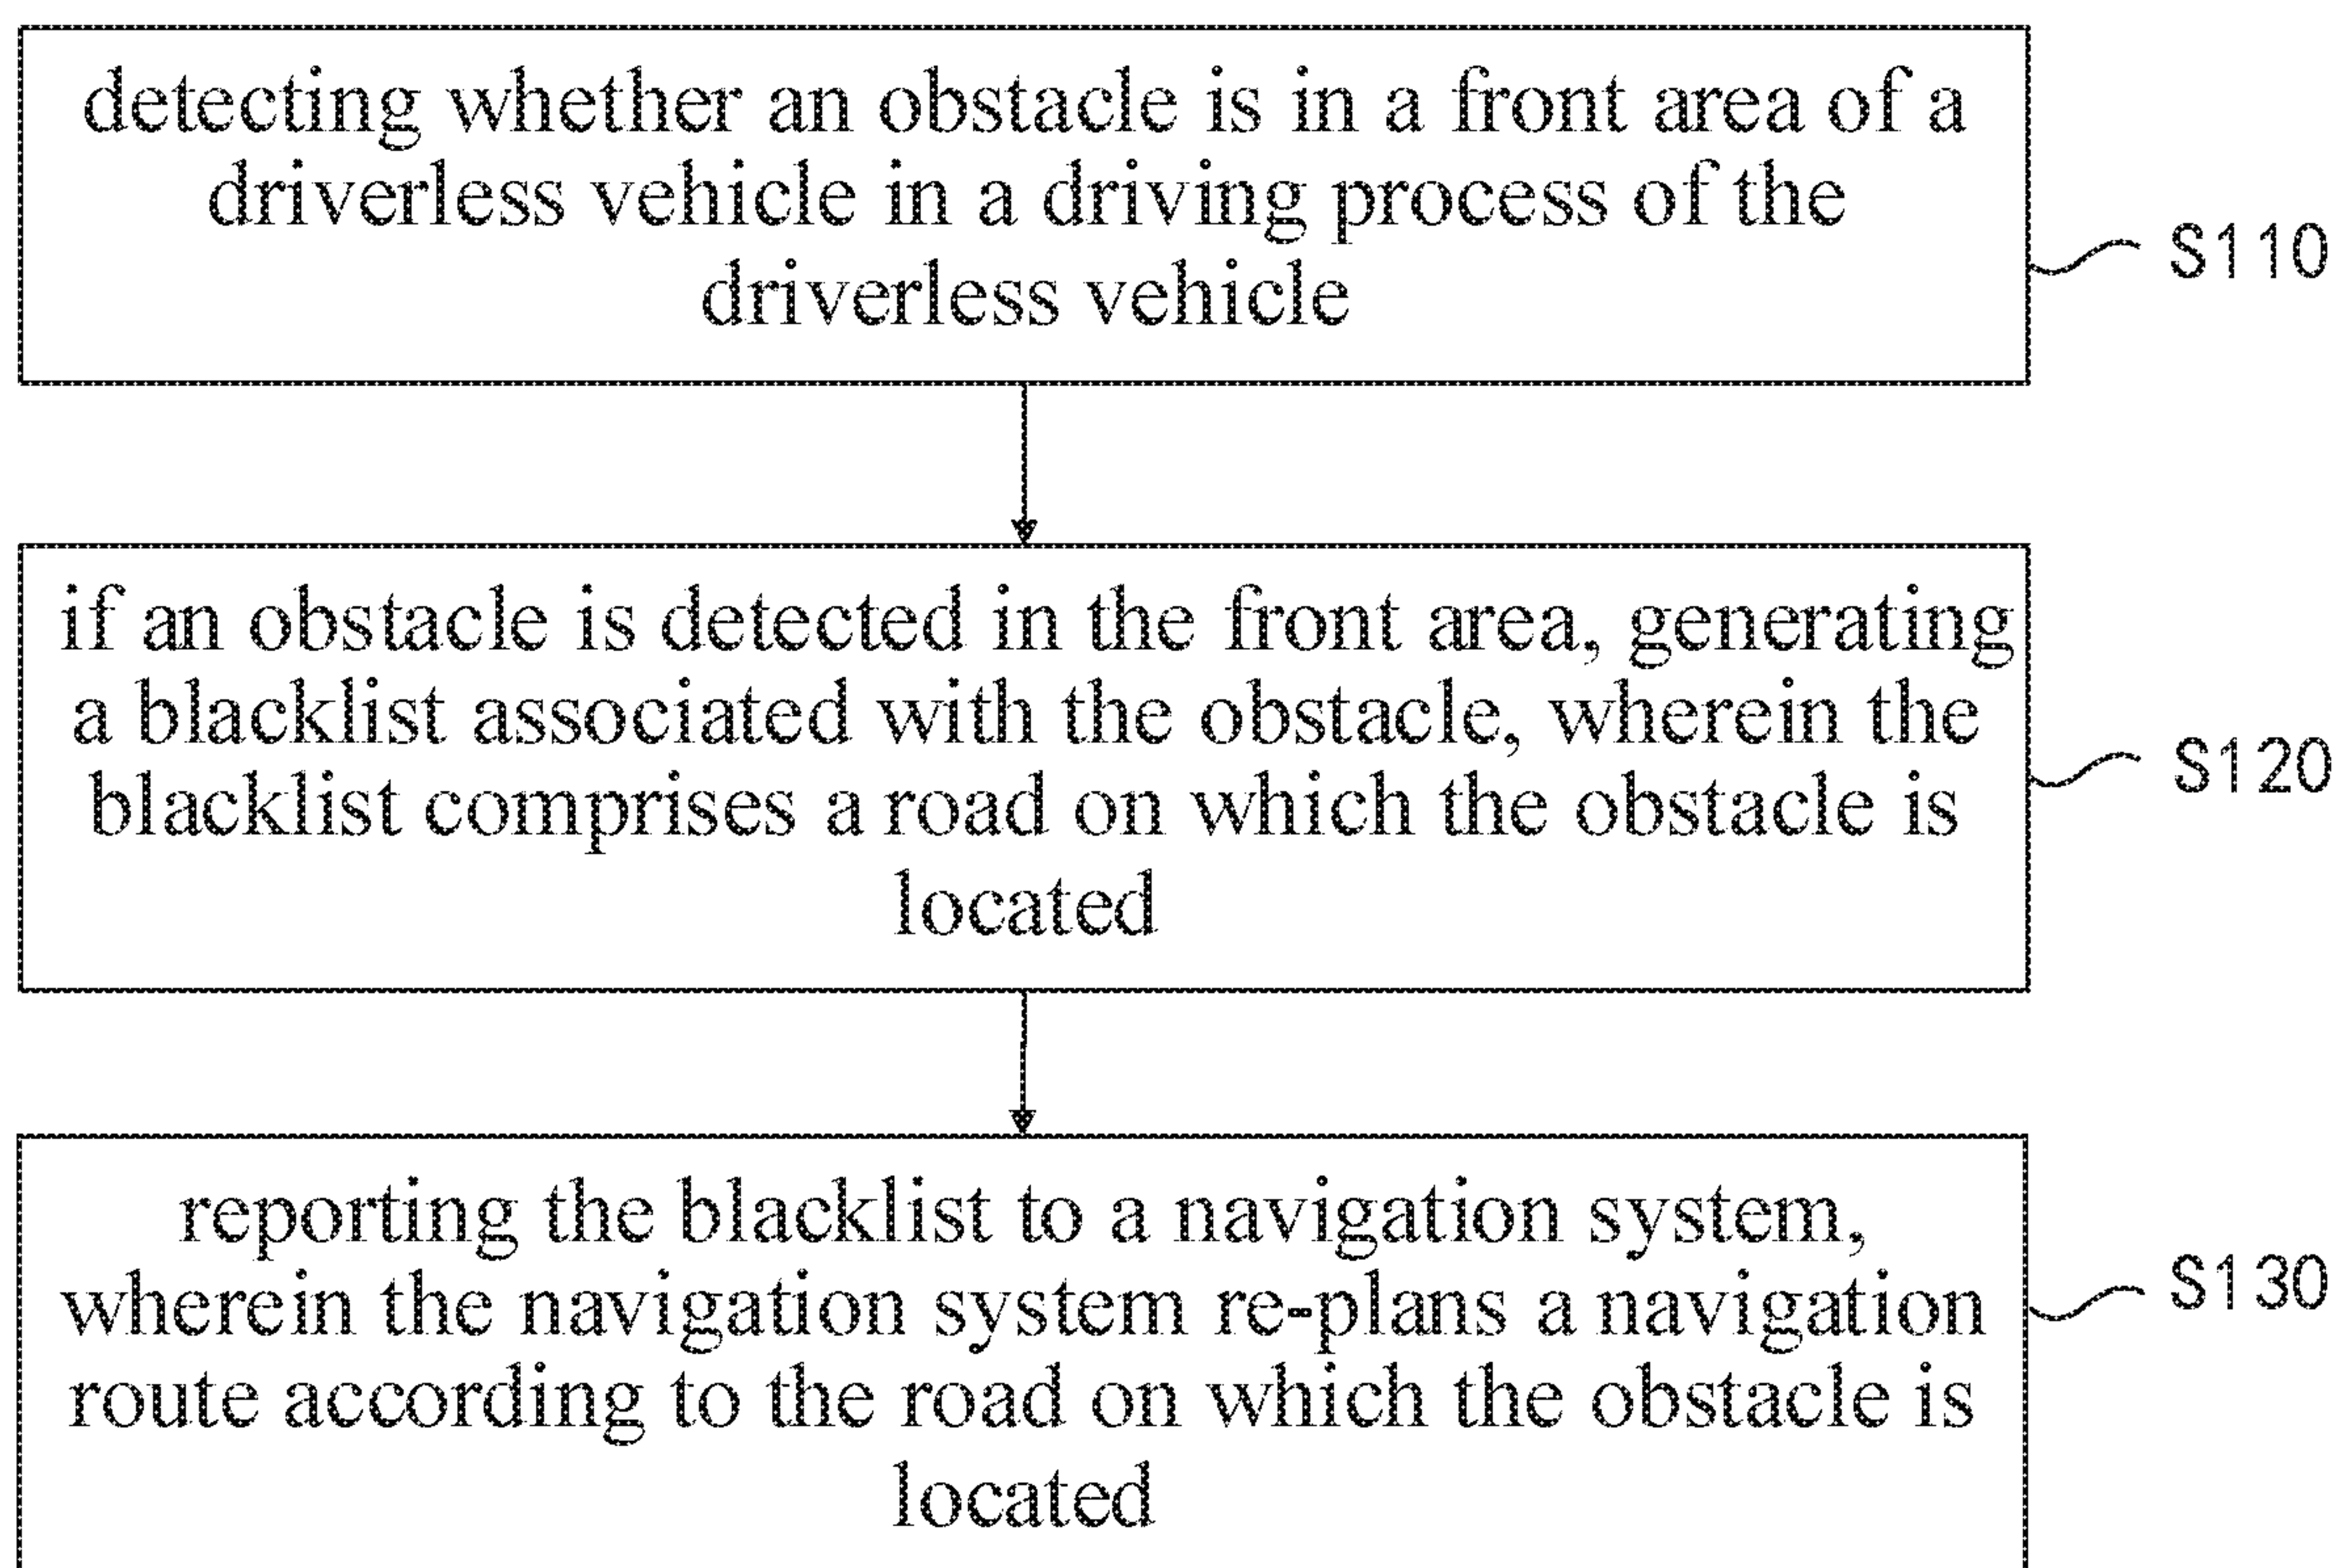 detecting whether an obstacle is in a front area of a
driverless vehicle in a driving process of the
driverless vehicle
S110
if an obstacle is detected in the front area, generating
a blacklist associated with the obstacle, wherein the
blacklist comprises a road on which the obstacle is
located
S120
reporting the blacklist to a navigation system,
wherein the navigation system re-plans a navigation
route according to the road on which the obstacle is
located
S130